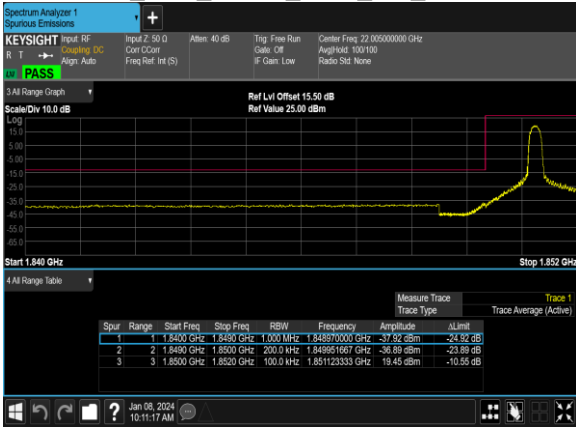 Spectrum Analyzer 1
Spurious Emissions
KEYSIGHT Input: RF Input Z: 50 Ω Atten: 40 dB Trig: Free Run Center Freq: 22.005000000 GHz
R T Coupling: DC Corr CCorr Gate: Off Avg|Hold: 100/100
Align: Auto Freq Ref: Int (S) IF Gain: Low Radio Std: None
PASS
3 All Range Graph
Ref Lvl Offset 15.50 dB
Scale/Div 10.0 dB Ref Value 25.00 dBm
Log
15.0
5.00
-5.00
-15.0
-25.0
-35.0
-45.0
-55.0
-65.0
Start 1.840 GHz Stop 1.852 GHz
4 All Range Table
Measure Trace Trace 1
Trace Type Trace Average (Active)
Spur Range Start Freq Stop Freq RBW Frequency Amplitude ΔLimit
1 1 1.8400 GHz 1.8490 GHz 1.000 MHz 1.848970000 GHz -37.92 dBm -24.92 dB
2 2 1.8490 GHz 1.8500 GHz 200.0 kHz 1.849951667 GHz -36.89 dBm -23.89 dB
3 3 1.8500 GHz 1.8520 GHz 100.0 kHz 1.851123333 GHz 19.45 dBm -10.55 dB
Jan 08, 2024
10:11:17 AM